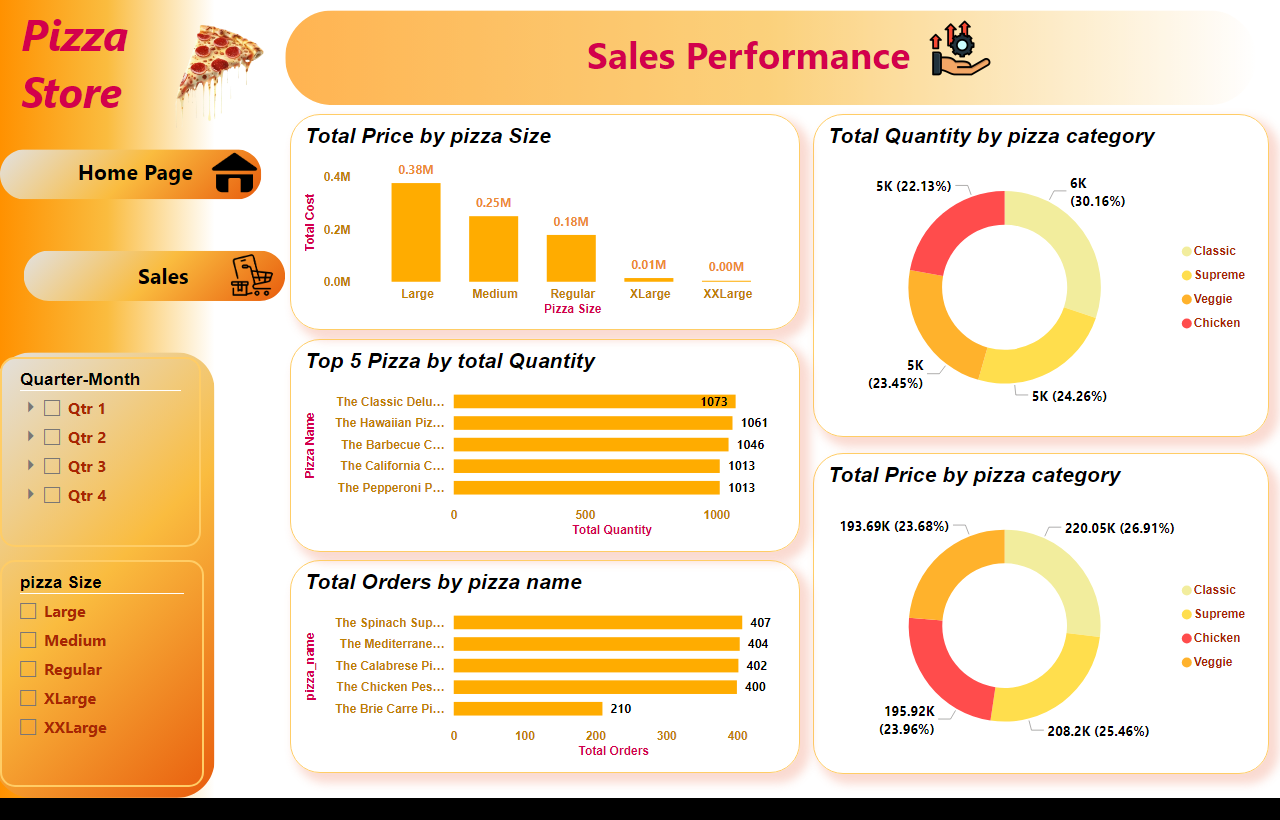 Pizza
Store
Home Page
Sales
Quarter-Month
Qtr 1
Qtr 2
Qtr 3
Qtr 4
pizza Size
Large
Medium
Regular
XLarge
XXLarge
Sales Performance
Total Price by pizza Size
Total Cost
0.4M
0.2M
0.0M
0.38M
0.25M
0.18M
0.01M
0.00M
Large Medium Regular XLarge XXLarge
Pizza Size
Top 5 Pizza by total Quantity
Pizza Name
The Classic Delu... 1073
The Hawaiian Piz... 1061
The Barbecue C... 1046
The California C... 1013
The Pepperoni P... 1013
0 500 1000
Total Quantity
Total Orders by pizza name
pizza_name
The Spinach Sup... 407
The Mediterrane... 404
The Calabrese Pi... 402
The Chicken Pes... 400
The Brie Carre Pi... 210
0 100 200 300 400
Total Orders
Total Quantity by pizza category
5K (22.13%)
6K
(30.16%)
5K
(23.45%)
5K (24.26%)
Classic
Supreme
Veggie
Chicken
Total Price by pizza category
193.69K (23.68%)
220.05K (26.91%)
195.92K
(23.96%)
208.2K (25.46%)
Classic
Supreme
Chicken
Veggie